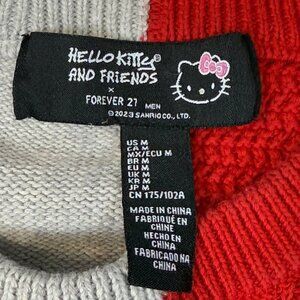 HELLO KITTY
AND FRIENDS
×
FOREVER 21 MEN
©2023 SANRIO CO., LTD.
US M
CA M
MX/ECU M
BR M
EU M
UK M
KR M
JP M
CN 175/102A
MADE IN CHINA
FABRIQUÉ EN
CHINE
HECHO EN
CHINA
FABRICADO NA
CHINA